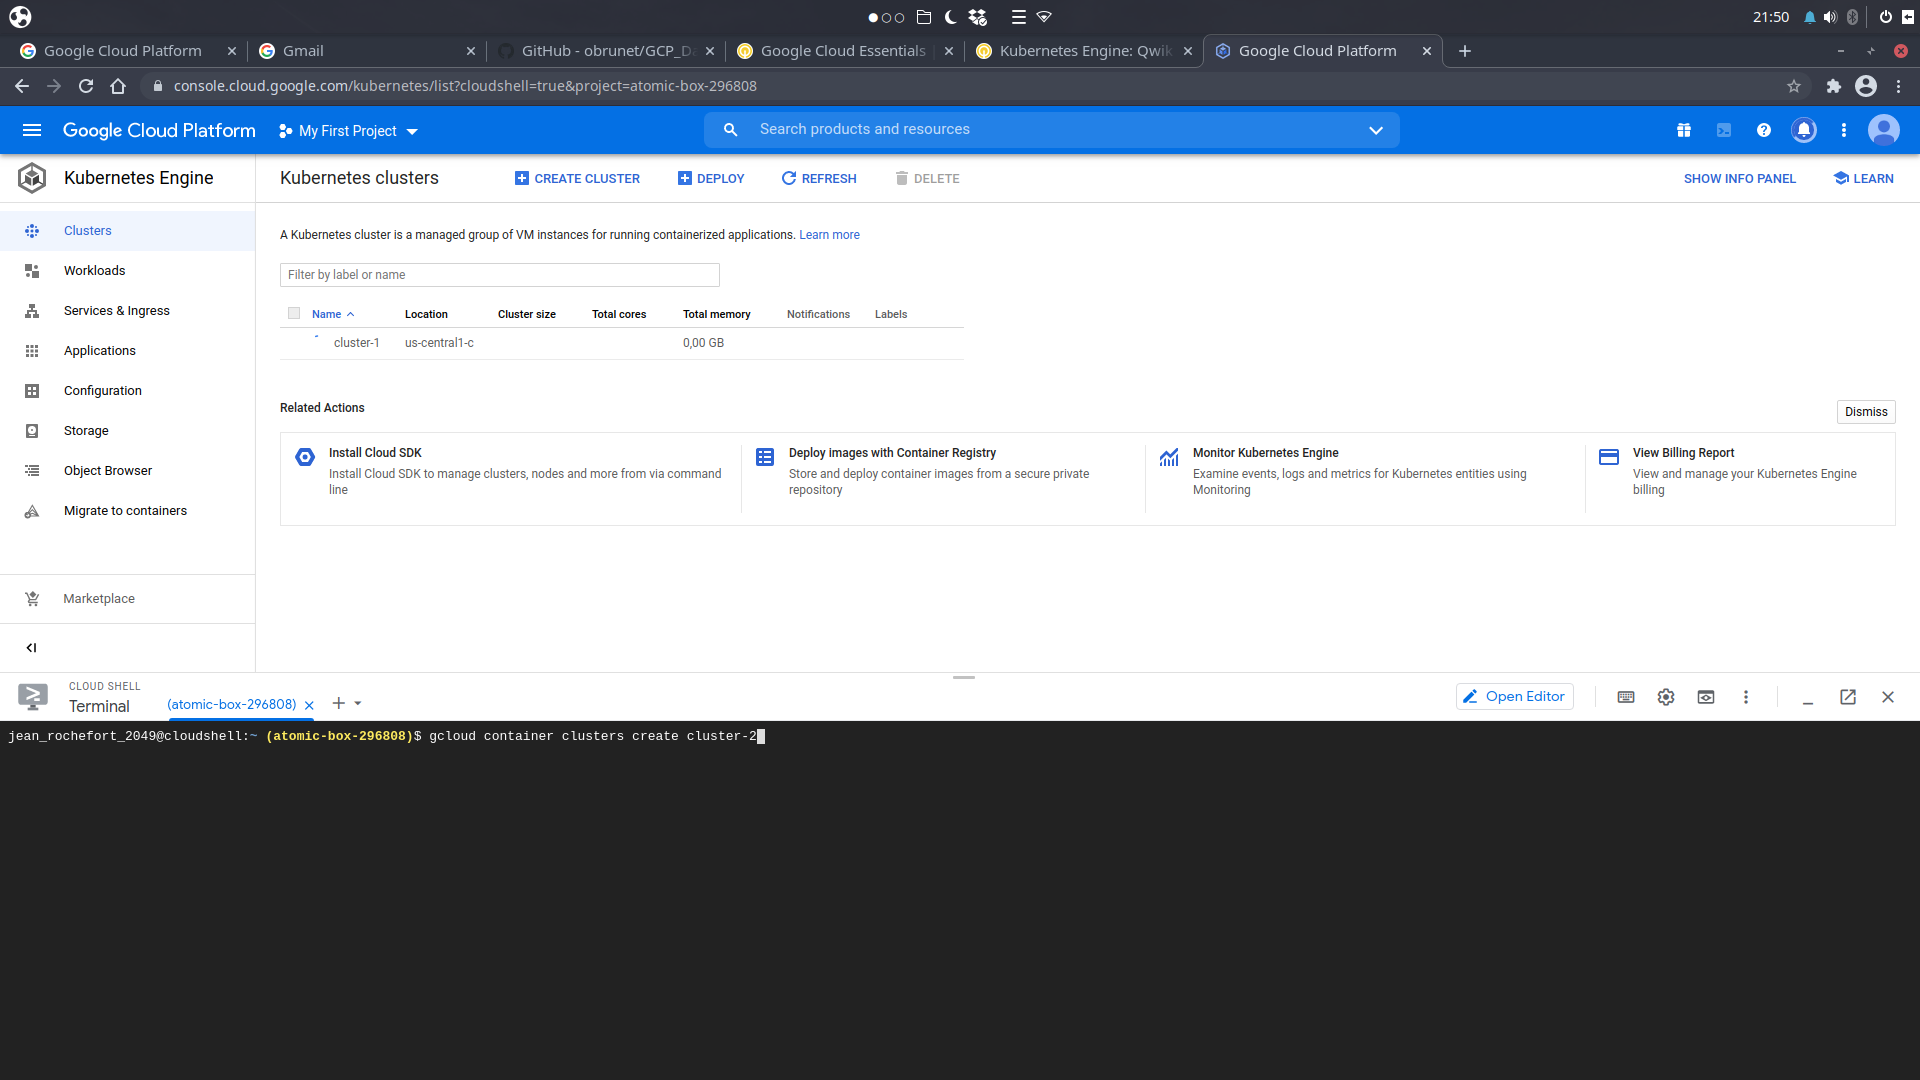 21:50
Google Cloud Platform
Gmail
GitHub - obrunet/GCP_Da
Google Cloud Essentials
Kubernetes Engine: Qwik
Google Cloud Platform
console.cloud.google.com/kubernetes/list?cloudshell=true&project=atomic-box-296808
Google Cloud Platform
My First Project
Search products and resources
Kubernetes Engine
Kubernetes clusters
CREATE CLUSTER
DEPLOY
REFRESH
DELETE
SHOW INFO PANEL
LEARN
Clusters
Workloads
Services & Ingress
Applications
Configuration
Storage
Object Browser
Migrate to containers
Marketplace
A Kubernetes cluster is a managed group of VM instances for running containerized applications. Learn more
Filter by label or name
Name Location Cluster size Total cores Total memory Notifications Labels
cluster-1 us-central1-c 0,00 GB
Related Actions
Dismiss
Install Cloud SDK
Install Cloud SDK to manage clusters, nodes and more from via command
line
Deploy images with Container Registry
Store and deploy container images from a secure private
repository
Monitor Kubernetes Engine
Examine events, logs and metrics for Kubernetes entities using
Monitoring
View Billing Report
View and manage your Kubernetes Engine
billing
CLOUD SHELL
Terminal
(atomic-box-296808)
Open Editor
jean_rochefort_2049@cloudshell:~ (atomic-box-296808)$ gcloud container clusters create cluster-2